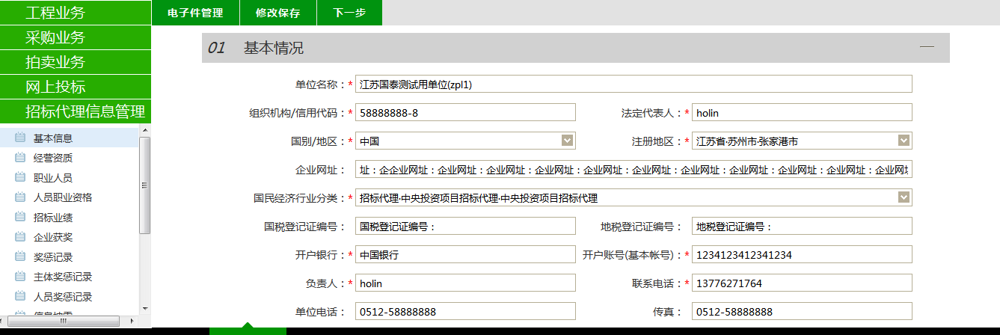 工程业务
采购业务
拍卖业务
网上投标
招标代理信息管理
基本信息
经营资质
职业人员
人员职业资格
招标业绩
企业获奖
奖惩记录
主体奖惩记录
人员奖惩记录
电子件管理 修改保存 下一步
01 基本情况
单位名称：* 江苏国泰测试用单位(zpl1)
组织机构/信用代码：* 58888888-8 法定代表人：* holin
国别/地区：* 中国 注册地区：* 江苏省·苏州市·张家港市
企业网址： 址：企企业网址：企业网址：企业网址：企业网址：企业网址：企业网址：企业网址：企业网址：企业网址：企业网址：企业网址
国民经济行业分类：* 招标代理·中央投资项目招标代理·中央投资项目招标代理
国税登记证编号： 国税登记证编号： 地税登记证编号： 地税登记证编号：
开户银行：* 中国银行 开户账号(基本帐号)：* 1234123412341234
负责人：* holin 联系电话：* 13776271764
单位电话： 0512-58888888 传真： 0512-58888888